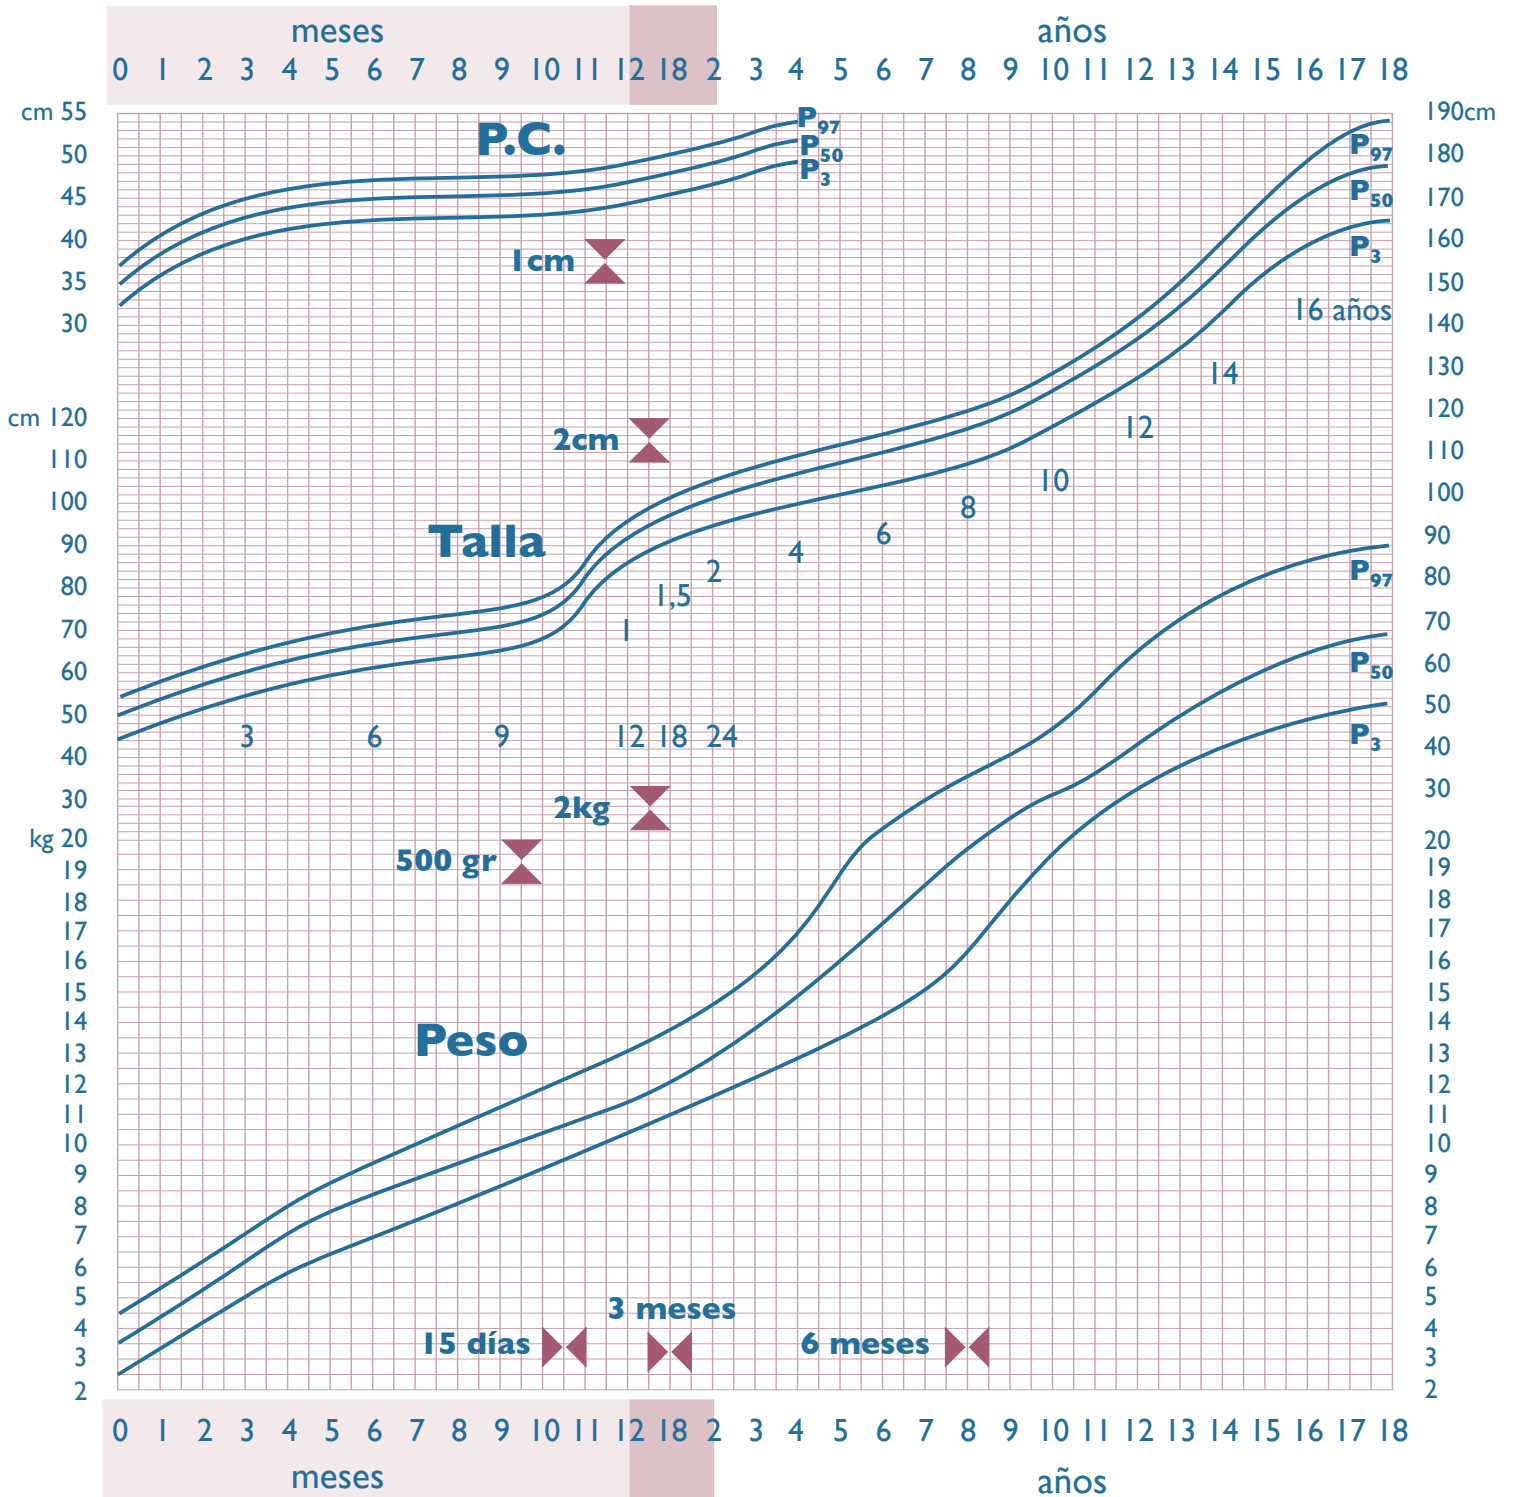 meses años
0 1 2 3 4 5 6 7 8 9 10 11 12 18 2 3 4 5 6 7 8 9 10 11 12 13 14 15 16 17 18
cm 55 190cm
P.C. P97
50 P50 180 P97
P3
45 170 P50
40 160 P3
1cm
35 150
30 16 años 140
14 130
cm 120 12 120
2cm
110 110
10
100 8 100
Talla 6
90 4 90
2 P97
80 1,5 80
70 1 70
60 60 P50
50 50
3 6 9 12 18 24 P3
40 40
30 2kg 30
kg 20 20
500 gr
19 19
18 18
17 17
16 16
15 15
14 14
Peso
13 13
12 12
11 11
10 10
9 9
8 8
7 7
6 6
5 5
3 meses
4 4
15 días 6 meses
3 3
2 2
0 1 2 3 4 5 6 7 8 9 10 11 12 18 2 3 4 5 6 7 8 9 10 11 12 13 14 15 16 17 18
meses años